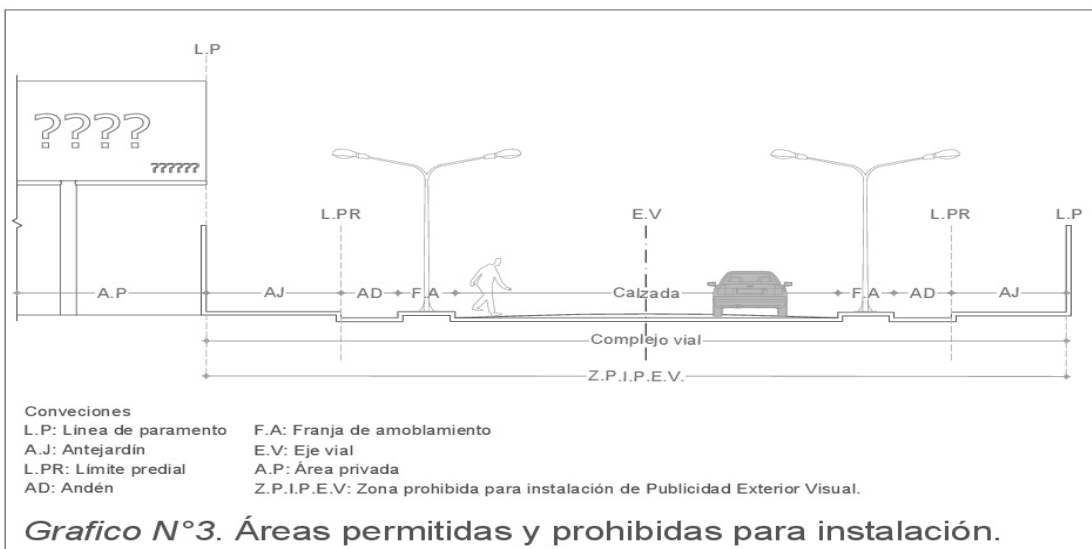 L.P
????
??????
L.PR E.V L.PR L.P
A.P AJ AD F.A Calzada F.A AD AJ
Complejo vial
Z.P.I.P.E.V.
Conveciones
L.P: Línea de paramento F.A: Franja de amoblamiento
A.J: Antejardín E.V: Eje vial
L.PR: Límite predial A.P: Área privada
AD: Andén Z.P.I.P.E.V: Zona prohibida para instalación de Publicidad Exterior Visual.
Grafico N°3. Áreas permitidas y prohibidas para instalación.